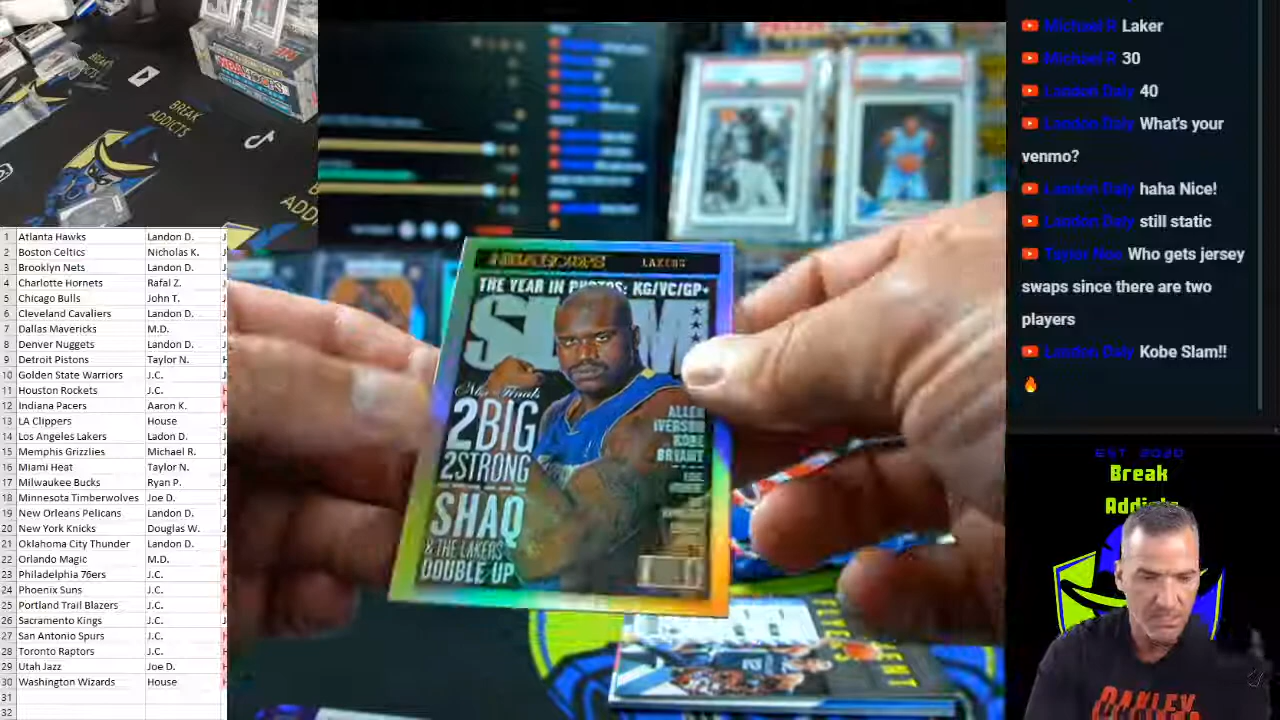 1 Atlanta Hawks Landon D.
2 Boston Celtics Nicholas K.
3 Brooklyn Nets Landon D.
4 Charlotte Hornets Rafal Z.
5 Chicago Bulls John T.
6 Cleveland Cavaliers Landon D.
7 Dallas Mavericks M.D.
8 Denver Nuggets Landon D.
9 Detroit Pistons Taylor N.
10 Golden State Warriors J.C.
11 Houston Rockets J.C.
12 Indiana Pacers Aaron K.
13 LA Clippers House
14 Los Angeles Lakers Ladon D.
15 Memphis Grizzlies Michael R.
16 Miami Heat Taylor N.
17 Milwaukee Bucks Ryan P.
18 Minnesota Timberwolves Joe D.
19 New Orleans Pelicans Landon D.
20 New York Knicks Douglas W.
21 Oklahoma City Thunder Landon D.
22 Orlando Magic M.D.
23 Philadelphia 76ers J.C.
24 Phoenix Suns J.C.
25 Portland Trail Blazers J.C.
26 Sacramento Kings J.C.
27 San Antonio Spurs J.C.
28 Toronto Raptors J.C.
29 Utah Jazz Joe D.
30 Washington Wizards House
31
32
BREAK
ADDICTS
NBA HOOPS LAKERS
THE YEAR IN PHOTOS: KG/VC/GP+
SLAM
NBA Finals
2BIG
2STRONG
SHAQ
& THE LAKERS
DOUBLE UP
ALLEN
IVERSON
KOBE
BRYANT
Michael R Laker
Michael R 30
Landon Daly 40
Landon Daly What's your
venmo?
Landon Daly haha Nice!
Landon Daly still static
Taylor Noe Who gets jersey
swaps since there are two
players
Landon Daly Kobe Slam!!
EST 2020
Break
Addicts
OAKLEY